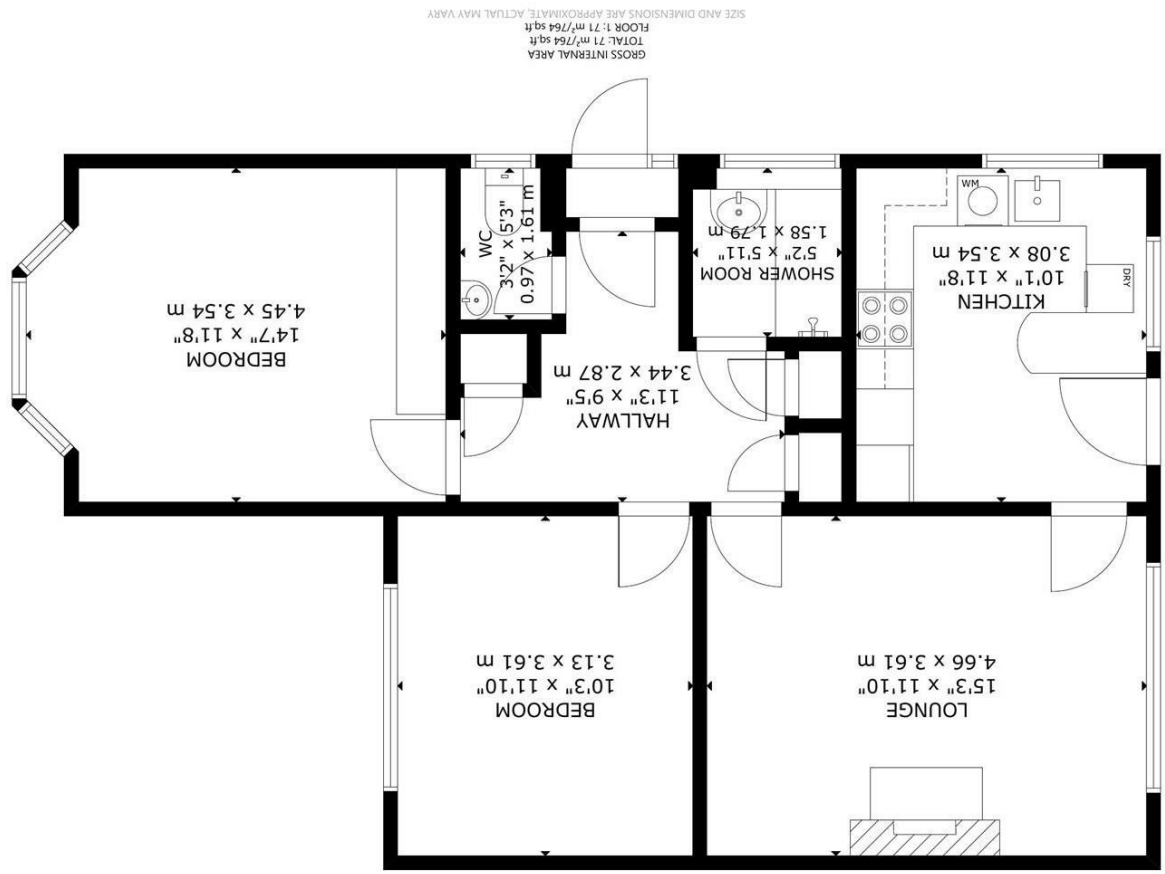 LOUNGE
15'3" x 11'10"
4.66 x 3.61 m
BEDROOM
10'3" x 11'10"
3.13 x 3.61 m
HALLWAY
11'3" x 9'5"
3.44 x 2.87 m
BEDROOM
14'7" x 11'8"
4.45 x 3.54 m
KITCHEN
10'1" x 11'8"
3.08 x 3.54 m
DRY
WM
SHOWER ROOM
5'2" x 5'11"
1.58 x 1.79 m
WC
3'2" x 5'3"
0.97 x 1.61 m
GROSS INTERNAL AREA
TOTAL: 71 m²/764 sq.ft
FLOOR 1: 71 m²/764 sq.ft
SIZE AND DIMENSIONS ARE APPROXIMATE, ACTUAL MAY VARY